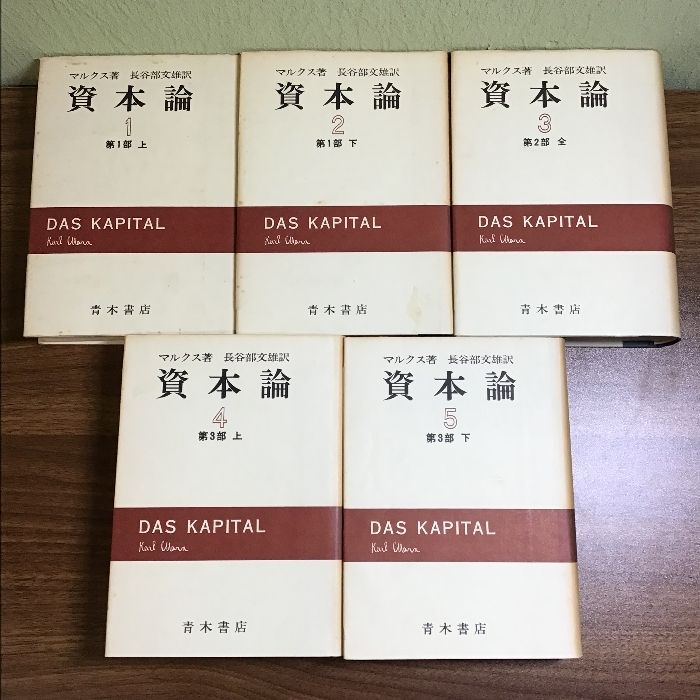 マルクス著 長谷部文雄訳
資本論
1
第1部 上
DAS KAPITAL
Karl Marx
青木書店
マルクス著 長谷部文雄訳
資本論
2
第1部 下
DAS KAPITAL
Karl Marx
青木書店
マルクス著 長谷部文雄訳
資本論
3
第2部 全
DAS KAPITAL
Karl Marx
青木書店
マルクス著 長谷部文雄訳
資本論
4
第3部 上
DAS KAPITAL
Karl Marx
青木書店
マルクス著 長谷部文雄訳
資本論
5
第3部 下
DAS KAPITAL
Karl Marx
青木書店